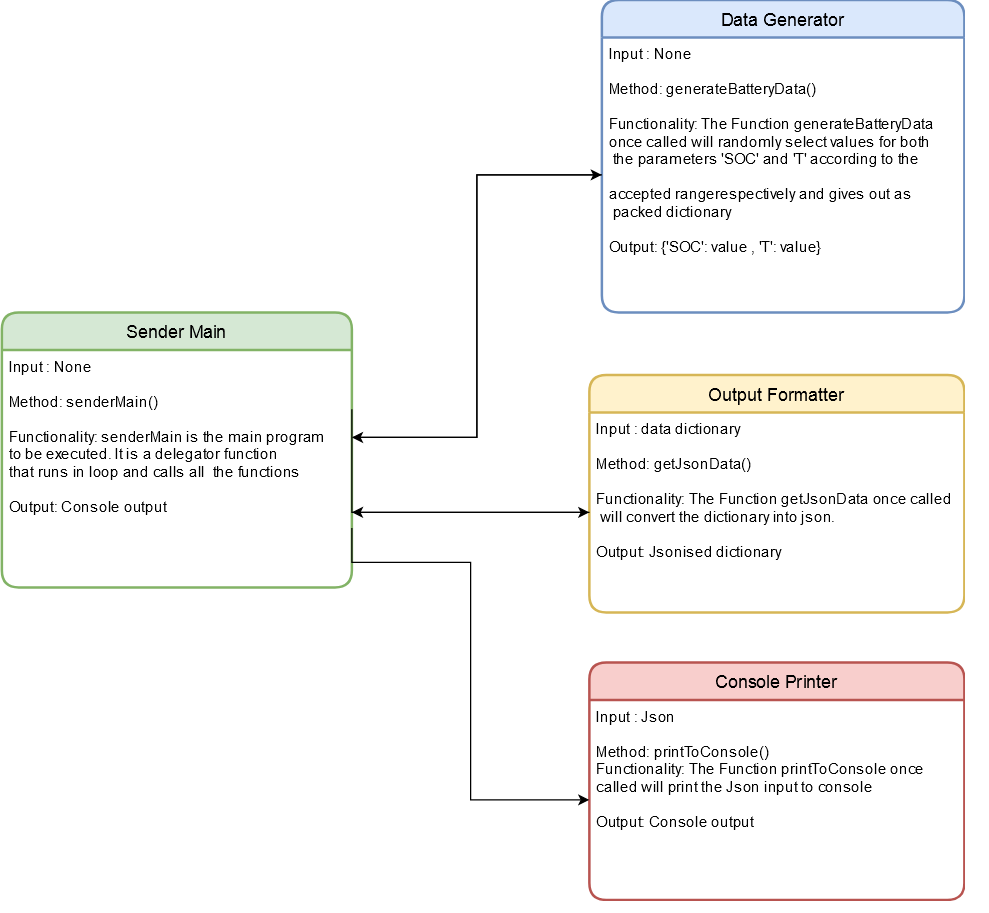 Data Generator
Input : None
Method: generateBatteryData()
Functionality: The Function generateBatteryData
once called will randomly select values for both
the parameters 'SOC' and 'T' according to the
accepted rangerespectively and gives out as
packed dictionary
Output: {'SOC': value , 'T': value}
Sender Main
Input : None
Method: senderMain()
Functionality: senderMain is the main program
to be executed. It is a delegator function
that runs in loop and calls all  the functions
Output: Console output
Output Formatter
Input : data dictionary
Method: getJsonData()
Functionality: The Function getJsonData once called
will convert the dictionary into json.
Output: Jsonised dictionary
Console Printer
Input : Json
Method: printToConsole()
Functionality: The Function printToConsole once
called will print the Json input to console
Output: Console output